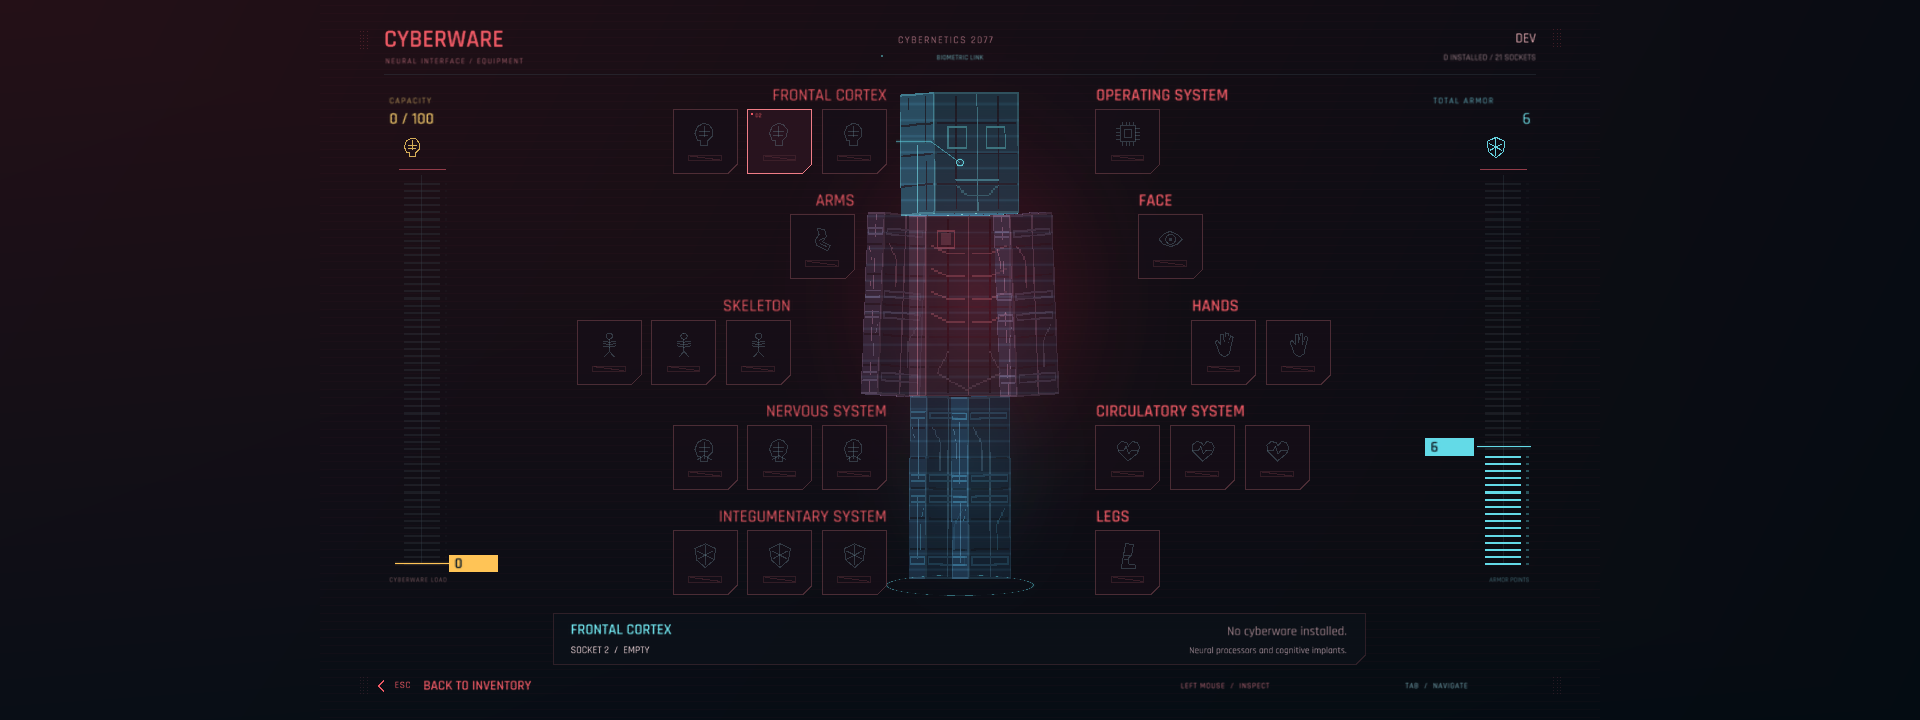 CYBERWARE
NEURAL INTERFACE / EQUIPMENT
CYBERNETICS 2077
BIOMETRIC LINK
DEV
0 INSTALLED / 21 SOCKETS
CAPACITY
0 / 100
TOTAL ARMOR
6
FRONTAL CORTEX
02
OPERATING SYSTEM
ARMS
FACE
SKELETON
HANDS
NERVOUS SYSTEM
CIRCULATORY SYSTEM
6
INTEGUMENTARY SYSTEM
LEGS
0
CYBERWARE LOAD
ARMOR POINTS
FRONTAL CORTEX
SOCKET 2 / EMPTY
No cyberware installed.
Neural processors and cognitive implants.
ESC BACK TO INVENTORY
LEFT MOUSE / INSPECT
TAB / NAVIGATE